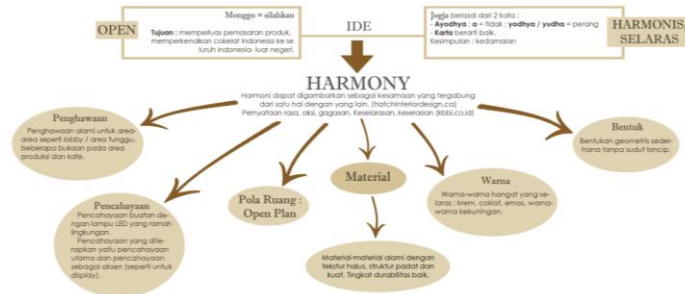 Monggo = silahkan
OPEN
Tujuan : memperluas pemasaran produk,
memperkenalkan cokelat Indonesia ke se
luruh indonesia- luar negeri.
IDE
Jogja berasal dari 2 kata :
- Ayodhya ; a = tidak ; yodhya / yudha = perang
- Karta berarti baik.
Kesimpulan : kedamaian
HARMONIS,
SELARAS
HARMONY
Harmoni dapat digambarkan sebagai kesamaan yang tergabung
dari satu hal dengan yang lain. (hatchinteriordesign.ca)
Pernyataan rasa, aksi, gagasan. Keselarasan, keserasian (kbbi.co.id)
Penghawaan
Penghawaan alami untuk area-
area seperti lobby / area tunggu,
beberapa bukaan pada area
produksi dan kafe.
Pencahayaan
Pencahayaan buatan de-
ngan lampu LED yang ramah
lingkungan.
Pencahayaan yang dite-
rapkan yaitu pencahayaan
utama dan pencahayaan
sebagai aksen (seperti untuk
display).
Pola Ruang :
Open Plan
Material
Material-material alami dengan
tekstur halus, struktur padat dan
kuat. Tingkat durabilitas baik.
Warna
Warna-warna hangat yang se-
laras : krem, coklat, emas, warna-
warna kekuningan.
Bentuk
Bentukan geometris seder-
hana tanpa sudut lancip.